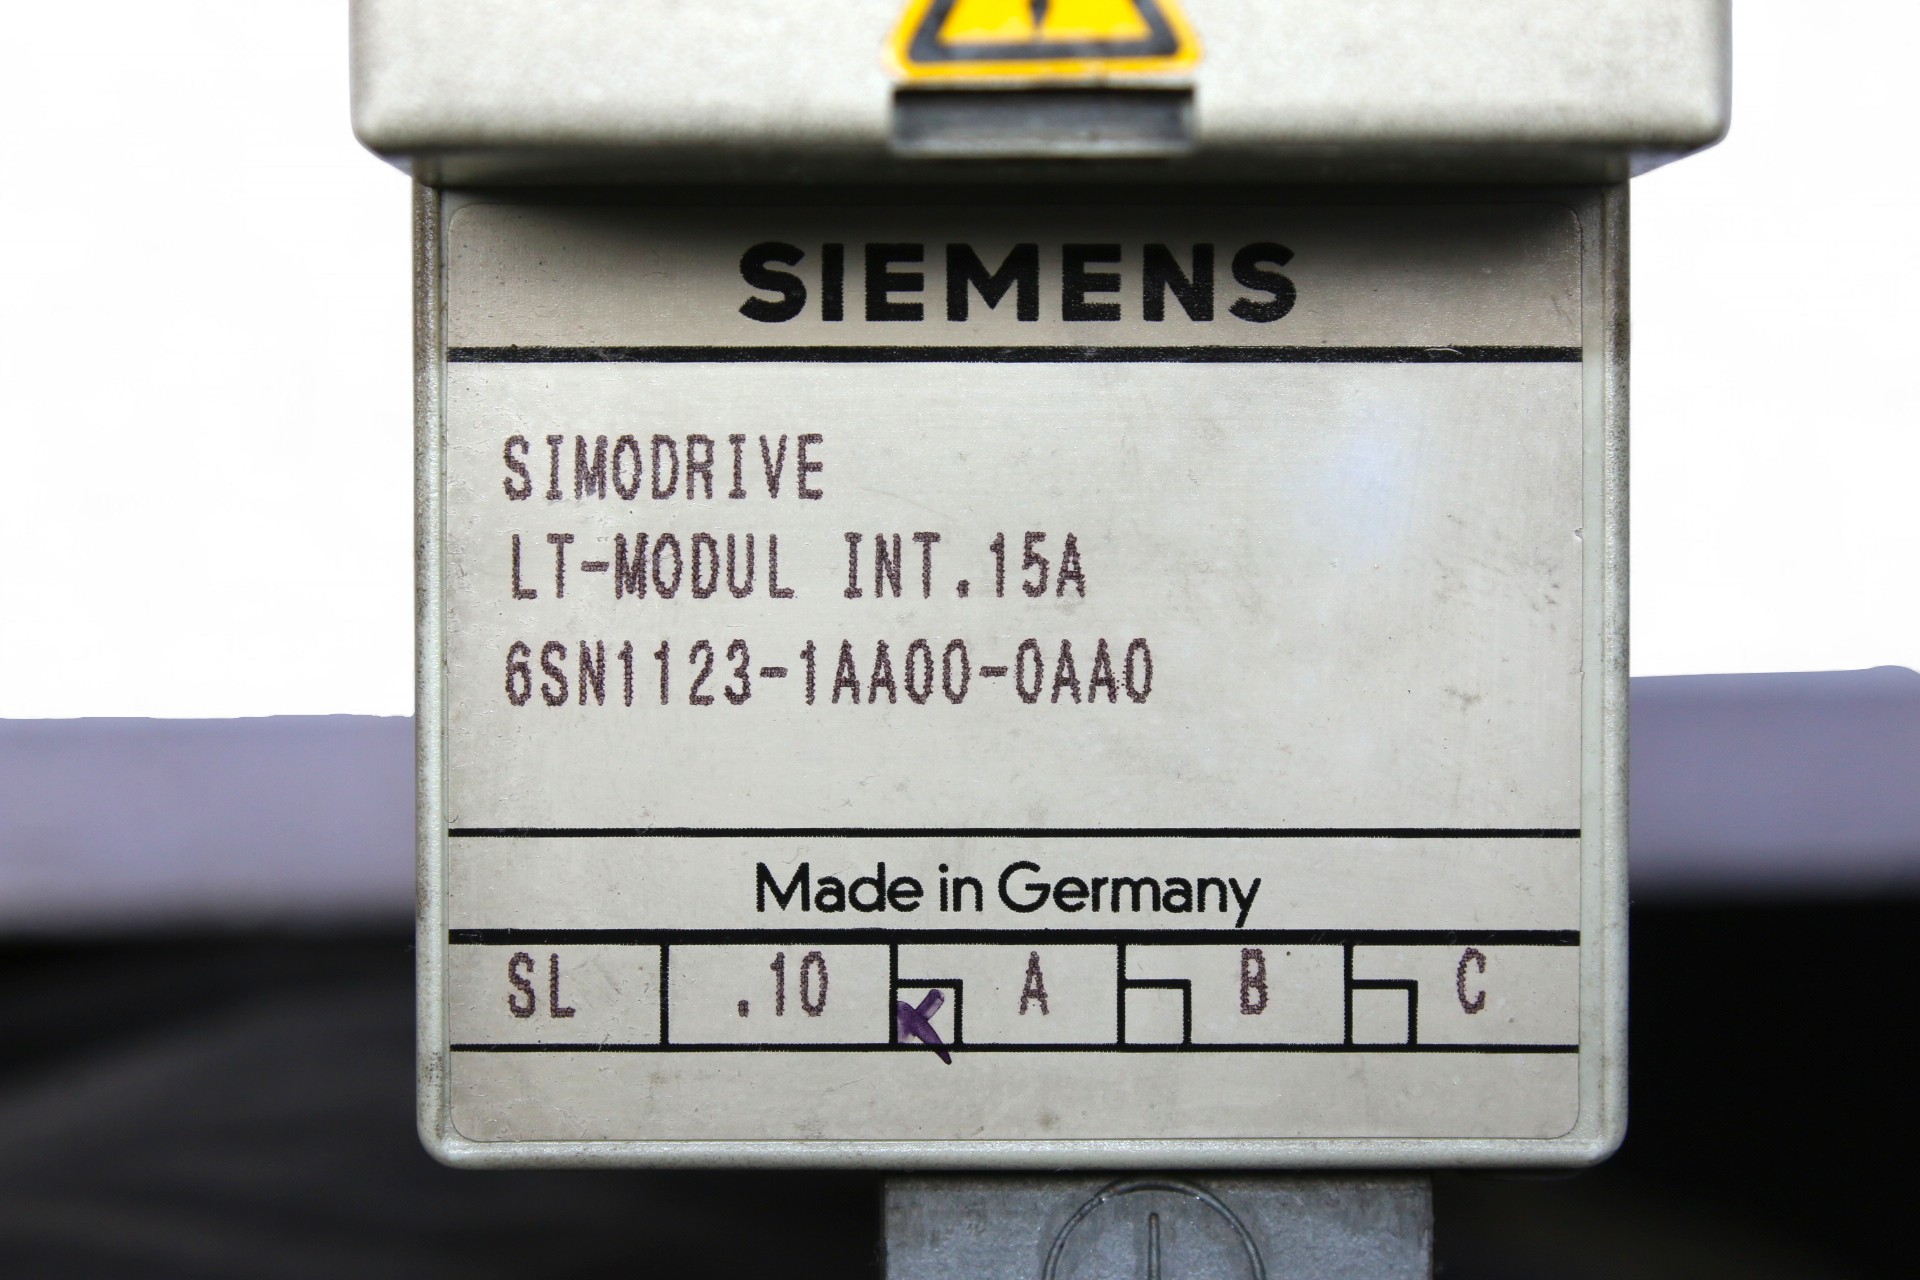 SIEMENS
SIMODRIVE
LT-MODUL INT.15A
6SN1123-1AA00-0AA0
Made in Germany
SL .10 A B C